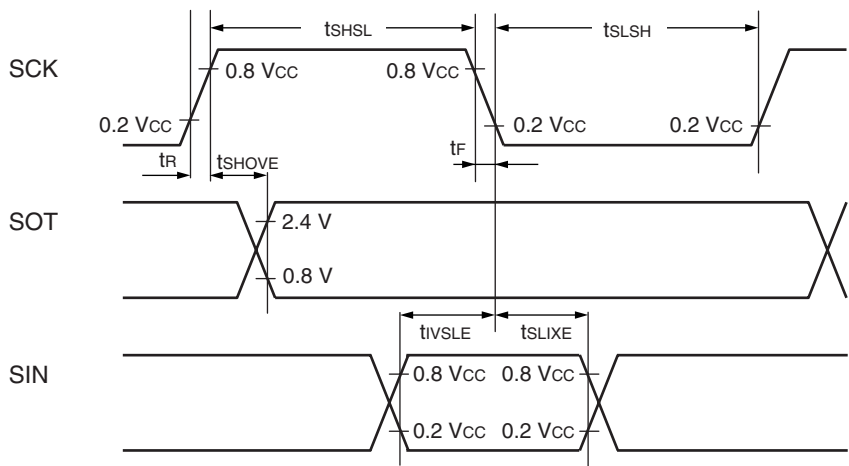 tSHSL tSLSH
SCK
0.8 VCC 0.8 VCC
0.2 VCC 0.2 VCC 0.2 VCC
tR tSHOVE tF
SOT
2.4 V
0.8 V
tIVSLE tSLIXE
SIN
0.8 VCC 0.8 VCC
0.2 VCC 0.2 VCC